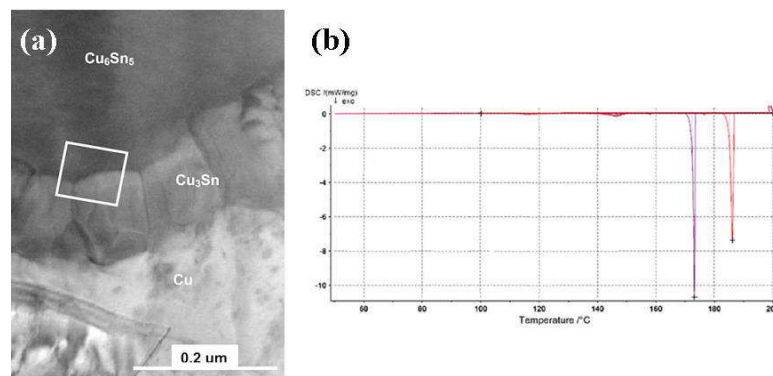 (a)
Cu₆Sn₅
Cu₃Sn
Cu
0.2 um
(b)
DSC /(mW/mg)
↓ exo
0
-2
-4
-6
-8
-10
60
80
100
120
140
160
180
Temperature /°C